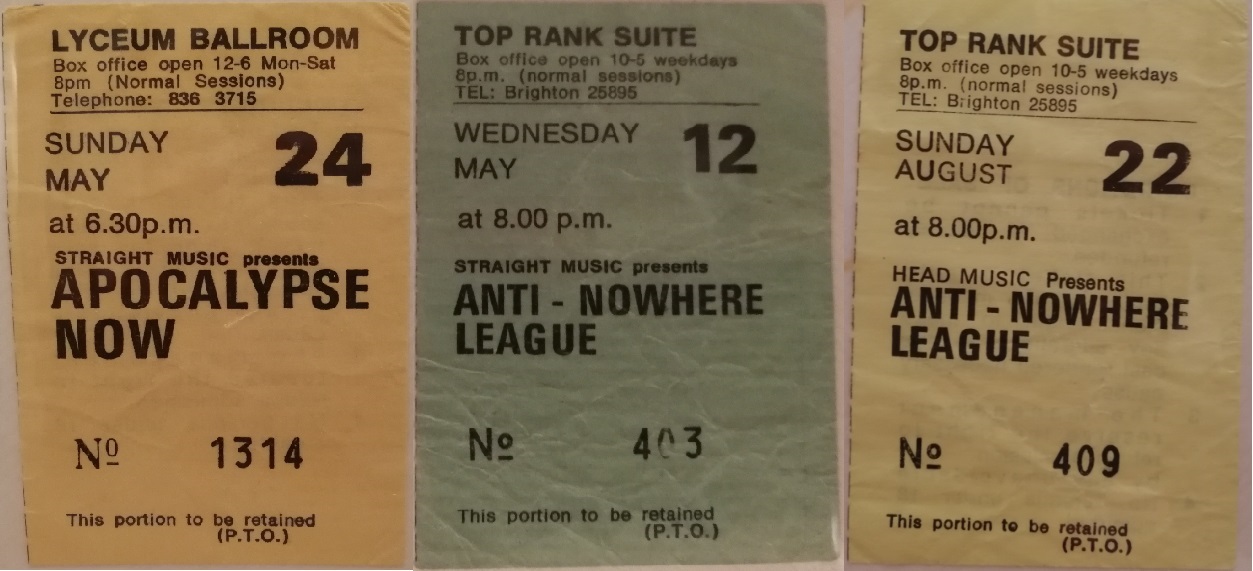 LYCEUM BALLROOM
Box office open 12-6 Mon-Sat
8pm (Normal Sessions)
Telephone: 836 3715
SUNDAY 24
MAY
at 6.30p.m.
STRAIGHT MUSIC presents
APOCALYPSE
NOW
Nº 1314
This portion to be retained
(P.T.O.)
TOP RANK SUITE
Box office open 10-5 weekdays
8p.m. (normal sessions)
TEL: Brighton 25895
WEDNESDAY 12
MAY
at 8.00 p.m.
STRAIGHT MUSIC presents
ANTI - NOWHERE
LEAGUE
Nº 403
This portion to be retained
(P.T.O.)
TOP RANK SUITE
Box office open 10-5 weekdays
8p.m. (normal sessions)
TEL: Brighton 25895
SUNDAY 22
AUGUST
at 8.00p.m.
HEAD MUSIC Presents
ANTI - NOWHERE
LEAGUE
Nº 409
This portion to be retained
(P.T.O.)